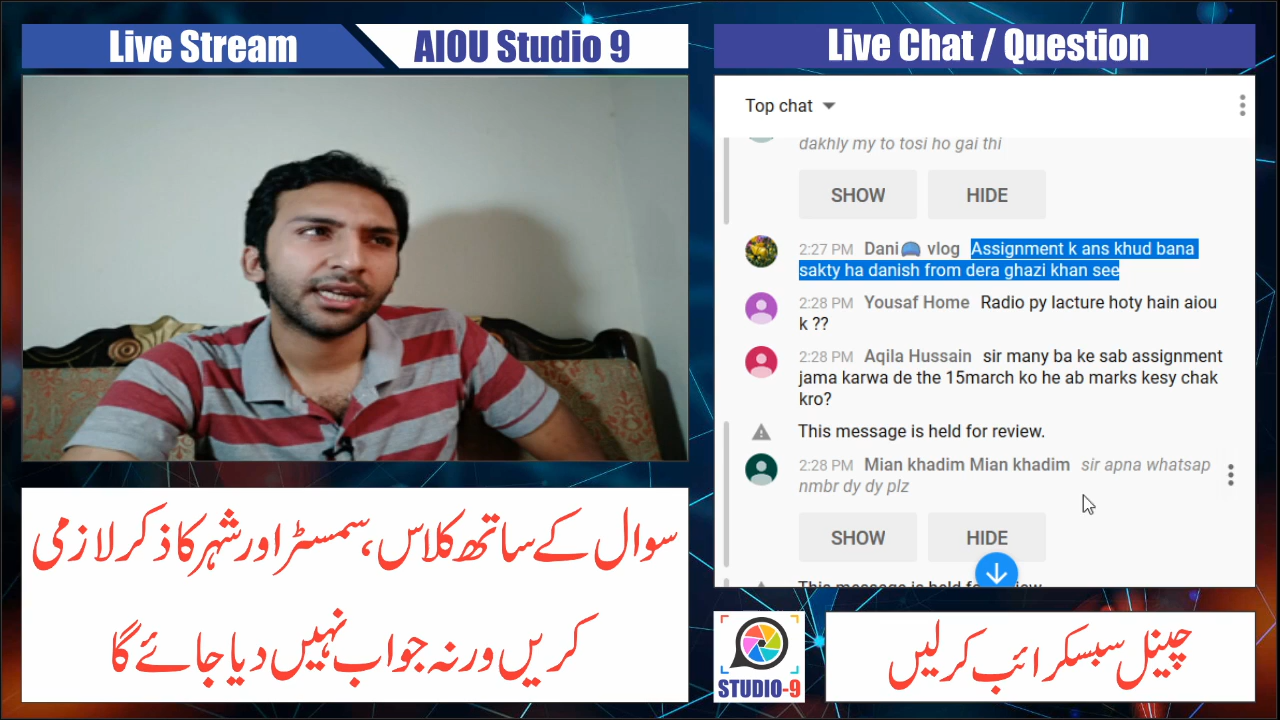 Live Stream
AIOU Studio 9
سوال کے ساتھ کلاس، سمسٹر اور شہر کا ذکر لازمی
کریں ورنہ جواب نہیں دیا جائے گا
Live Chat / Question
Top chat
dakhly my to tosi ho gai thi
SHOW HIDE
2:27 PM Dani vlog Assignment k ans khud bana
sakty ha danish from dera ghazi khan see
2:28 PM Yousaf Home Radio py lacture hoty hain aiou
k ??
2:28 PM Aqila Hussain sir many ba ke sab assignment
jama karwa de the 15march ko he ab marks kesy chak
kro?
This message is held for review.
2:28 PM Mian khadim Mian khadim sir apna whatsap
nmbr dy dy plz
SHOW HIDE
STUDIO-9
چینل سبسکرائب کر لیں